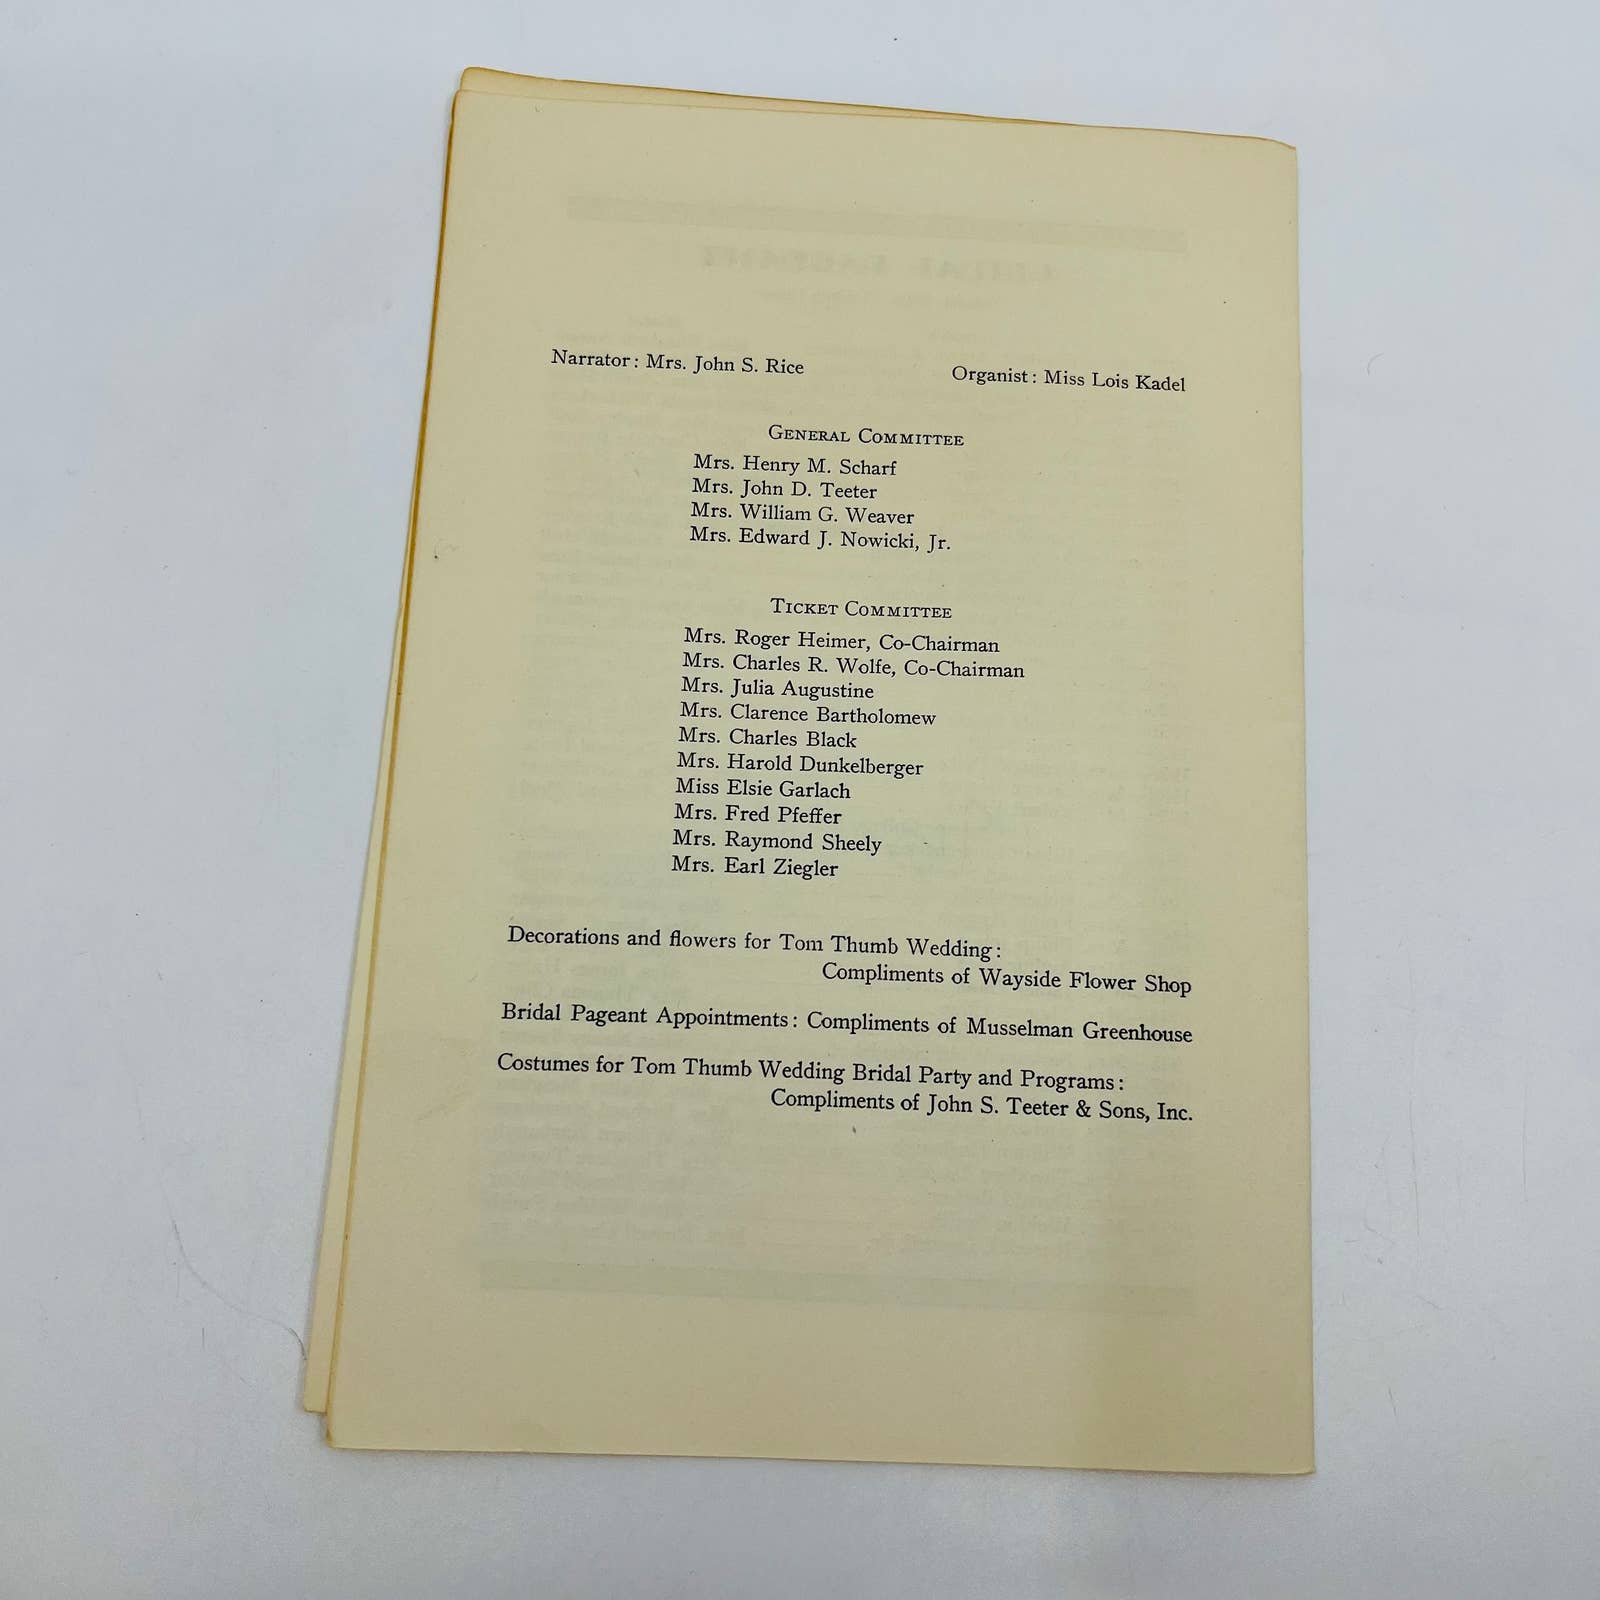 Narrator: Mrs. John S. Rice Organist: Miss Lois Kadel
GENERAL COMMITTEE
Mrs. Henry M. Scharf
Mrs. John D. Teeter
Mrs. William G. Weaver
Mrs. Edward J. Nowicki, Jr.
TICKET COMMITTEE
Mrs. Roger Heimer, Co-Chairman
Mrs. Charles R. Wolfe, Co-Chairman
Mrs. Julia Augustine
Mrs. Clarence Bartholomew
Mrs. Charles Black
Mrs. Harold Dunkelberger
Miss Elsie Garlach
Mrs. Fred Pfeffer
Mrs. Raymond Sheely
Mrs. Earl Ziegler
Decorations and flowers for Tom Thumb Wedding:
Compliments of Wayside Flower Shop
Bridal Pageant Appointments: Compliments of Musselman Greenhouse
Costumes for Tom Thumb Wedding Bridal Party and Programs:
Compliments of John S. Teeter & Sons, Inc.